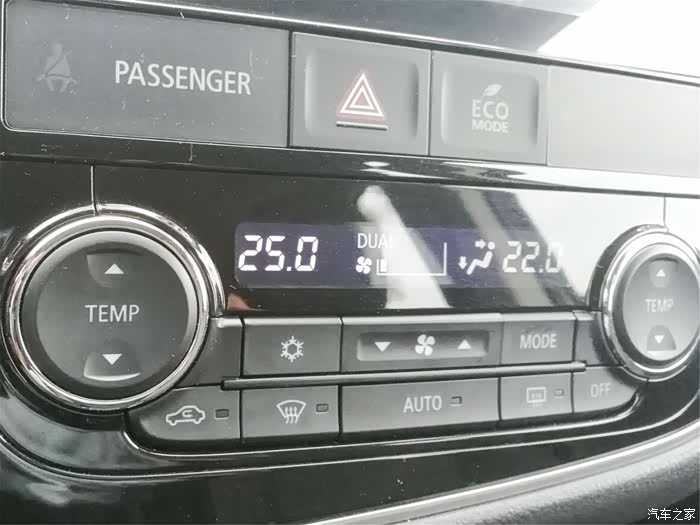 PASSENGER
ECO
MODE
25.0
DUAL
22.0
TEMP
MODE
TEMP
AUTO
OFF
汽车之家